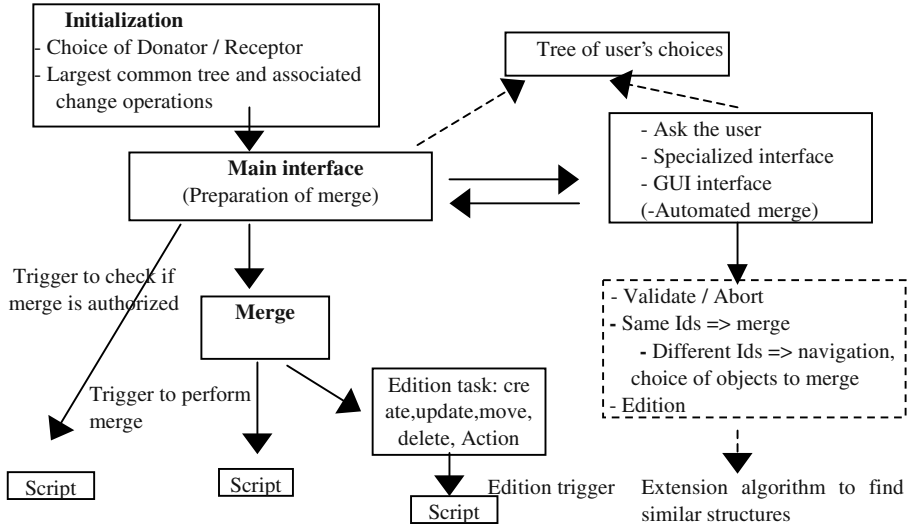 Initialization
- Choice of Donator / Receptor
- Largest common tree and associated
change operations
Tree of user's choices
Main interface
(Preparation of merge)
- Ask the user
- Specialized interface
- GUI interface
(-Automated merge)
Trigger to check if
merge is authorized
Merge
- Validate / Abort
- Same Ids => merge
- Different Ids => navigation,
choice of objects to merge
- Edition
Trigger to perform
merge
Edition task: cre
ate,update,move,
delete, Action
Script
Script
Script
Edition trigger
Extension algorithm to find
similar structures